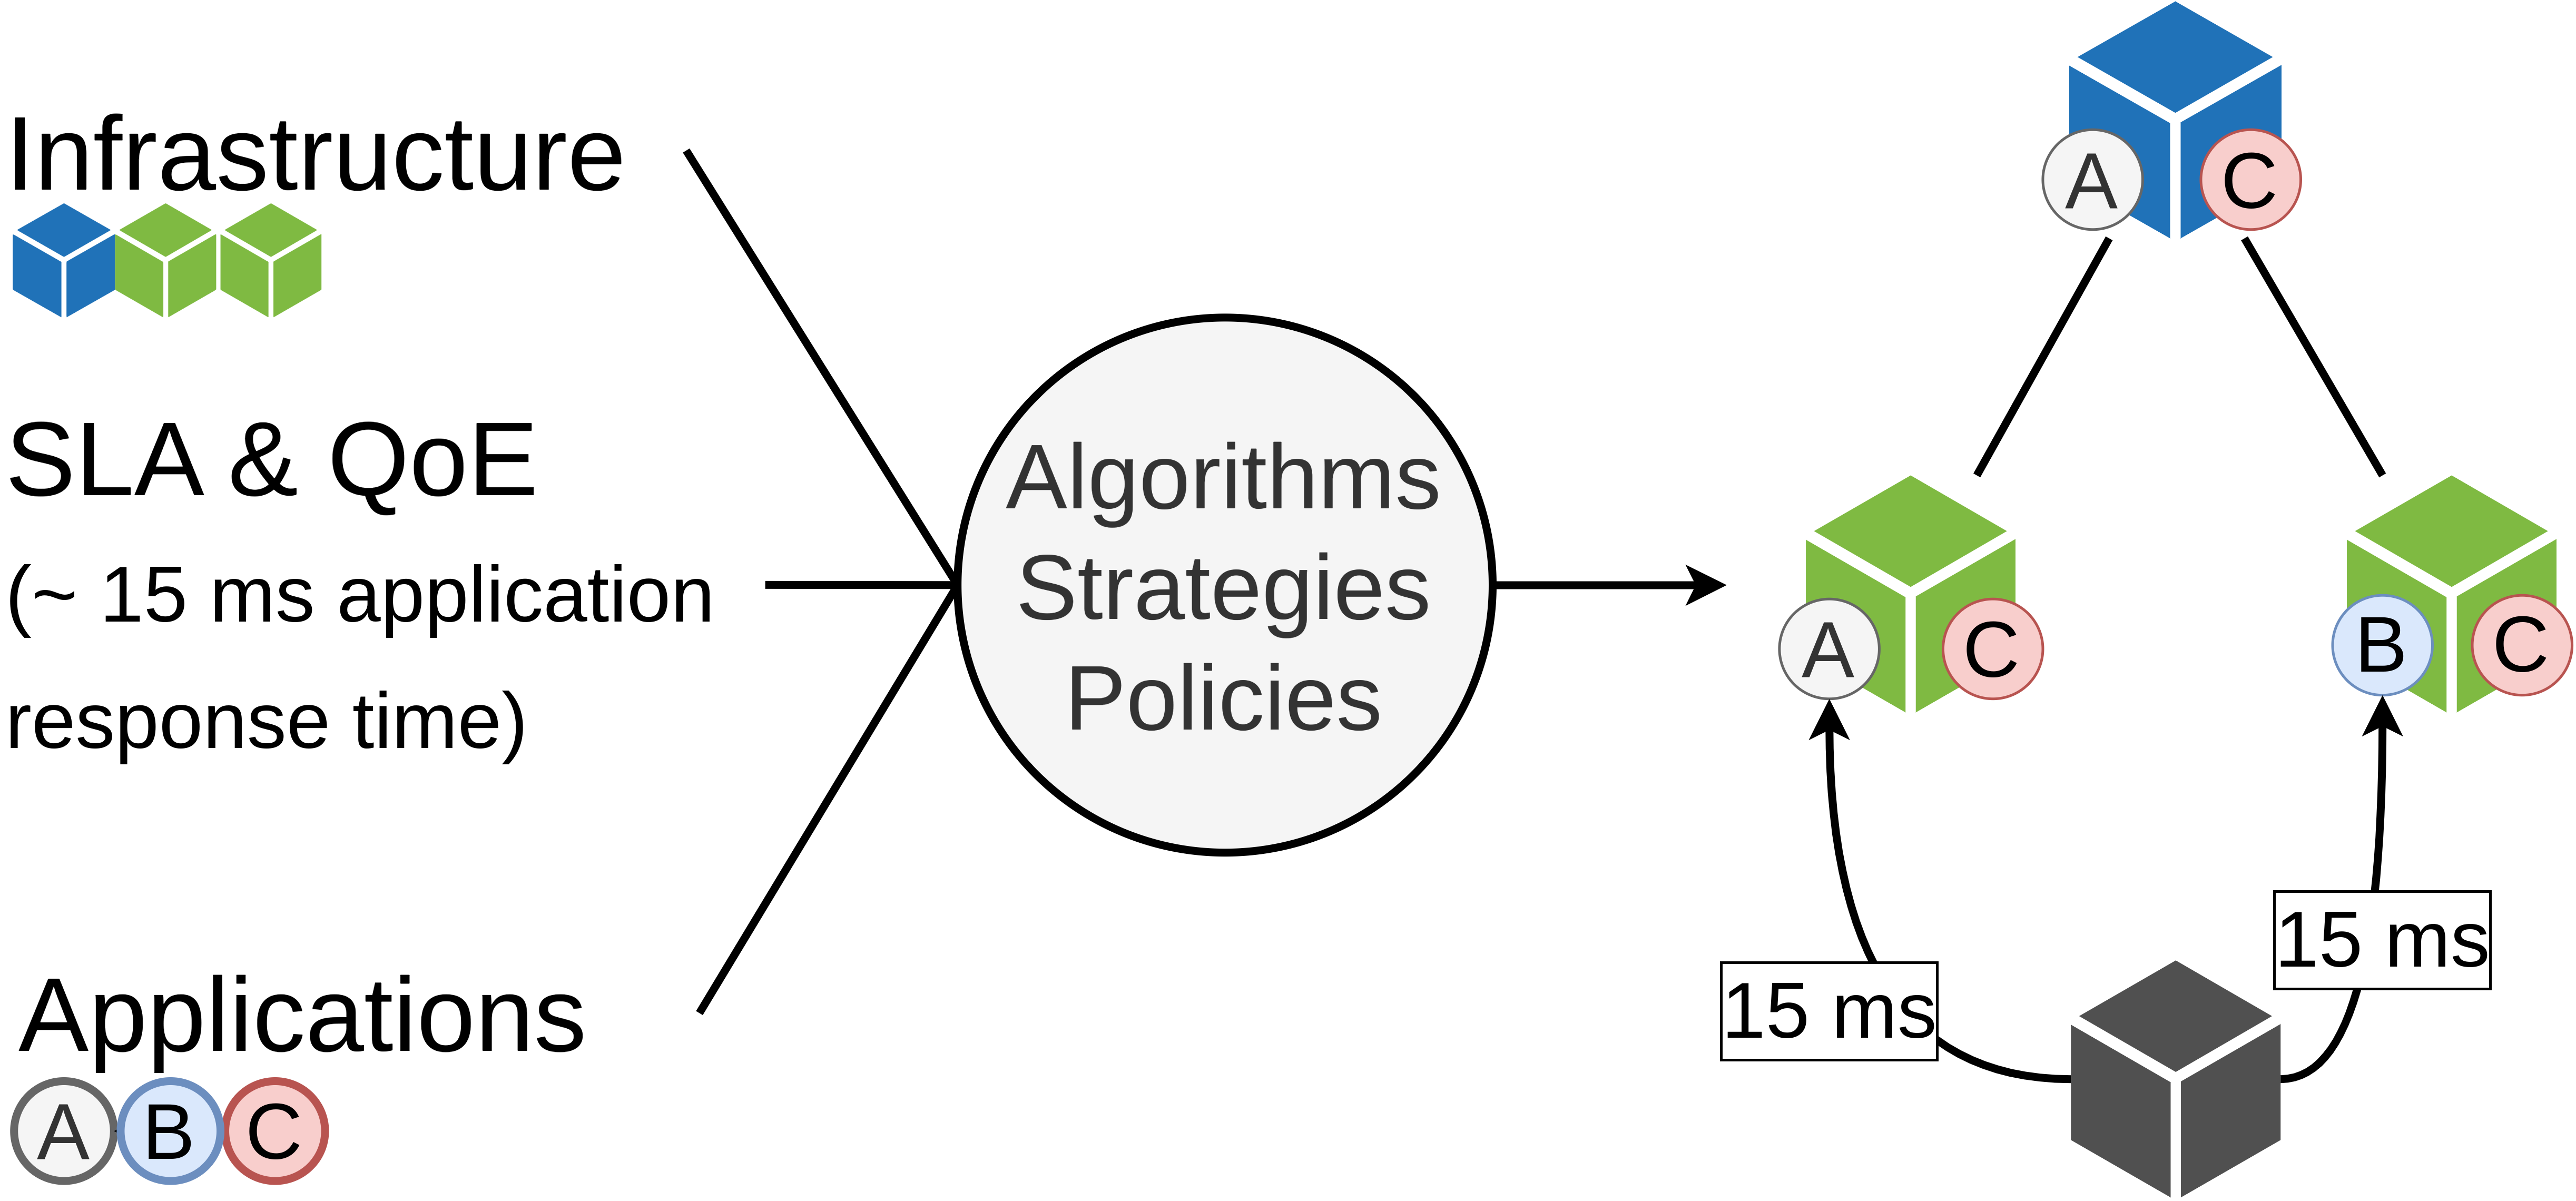 Infrastructure
SLA & QoE
(~ 15 ms application
response time)
Applications
A B C
Algorithms
Strategies
Policies
A C
A C
B C
15 ms
15 ms